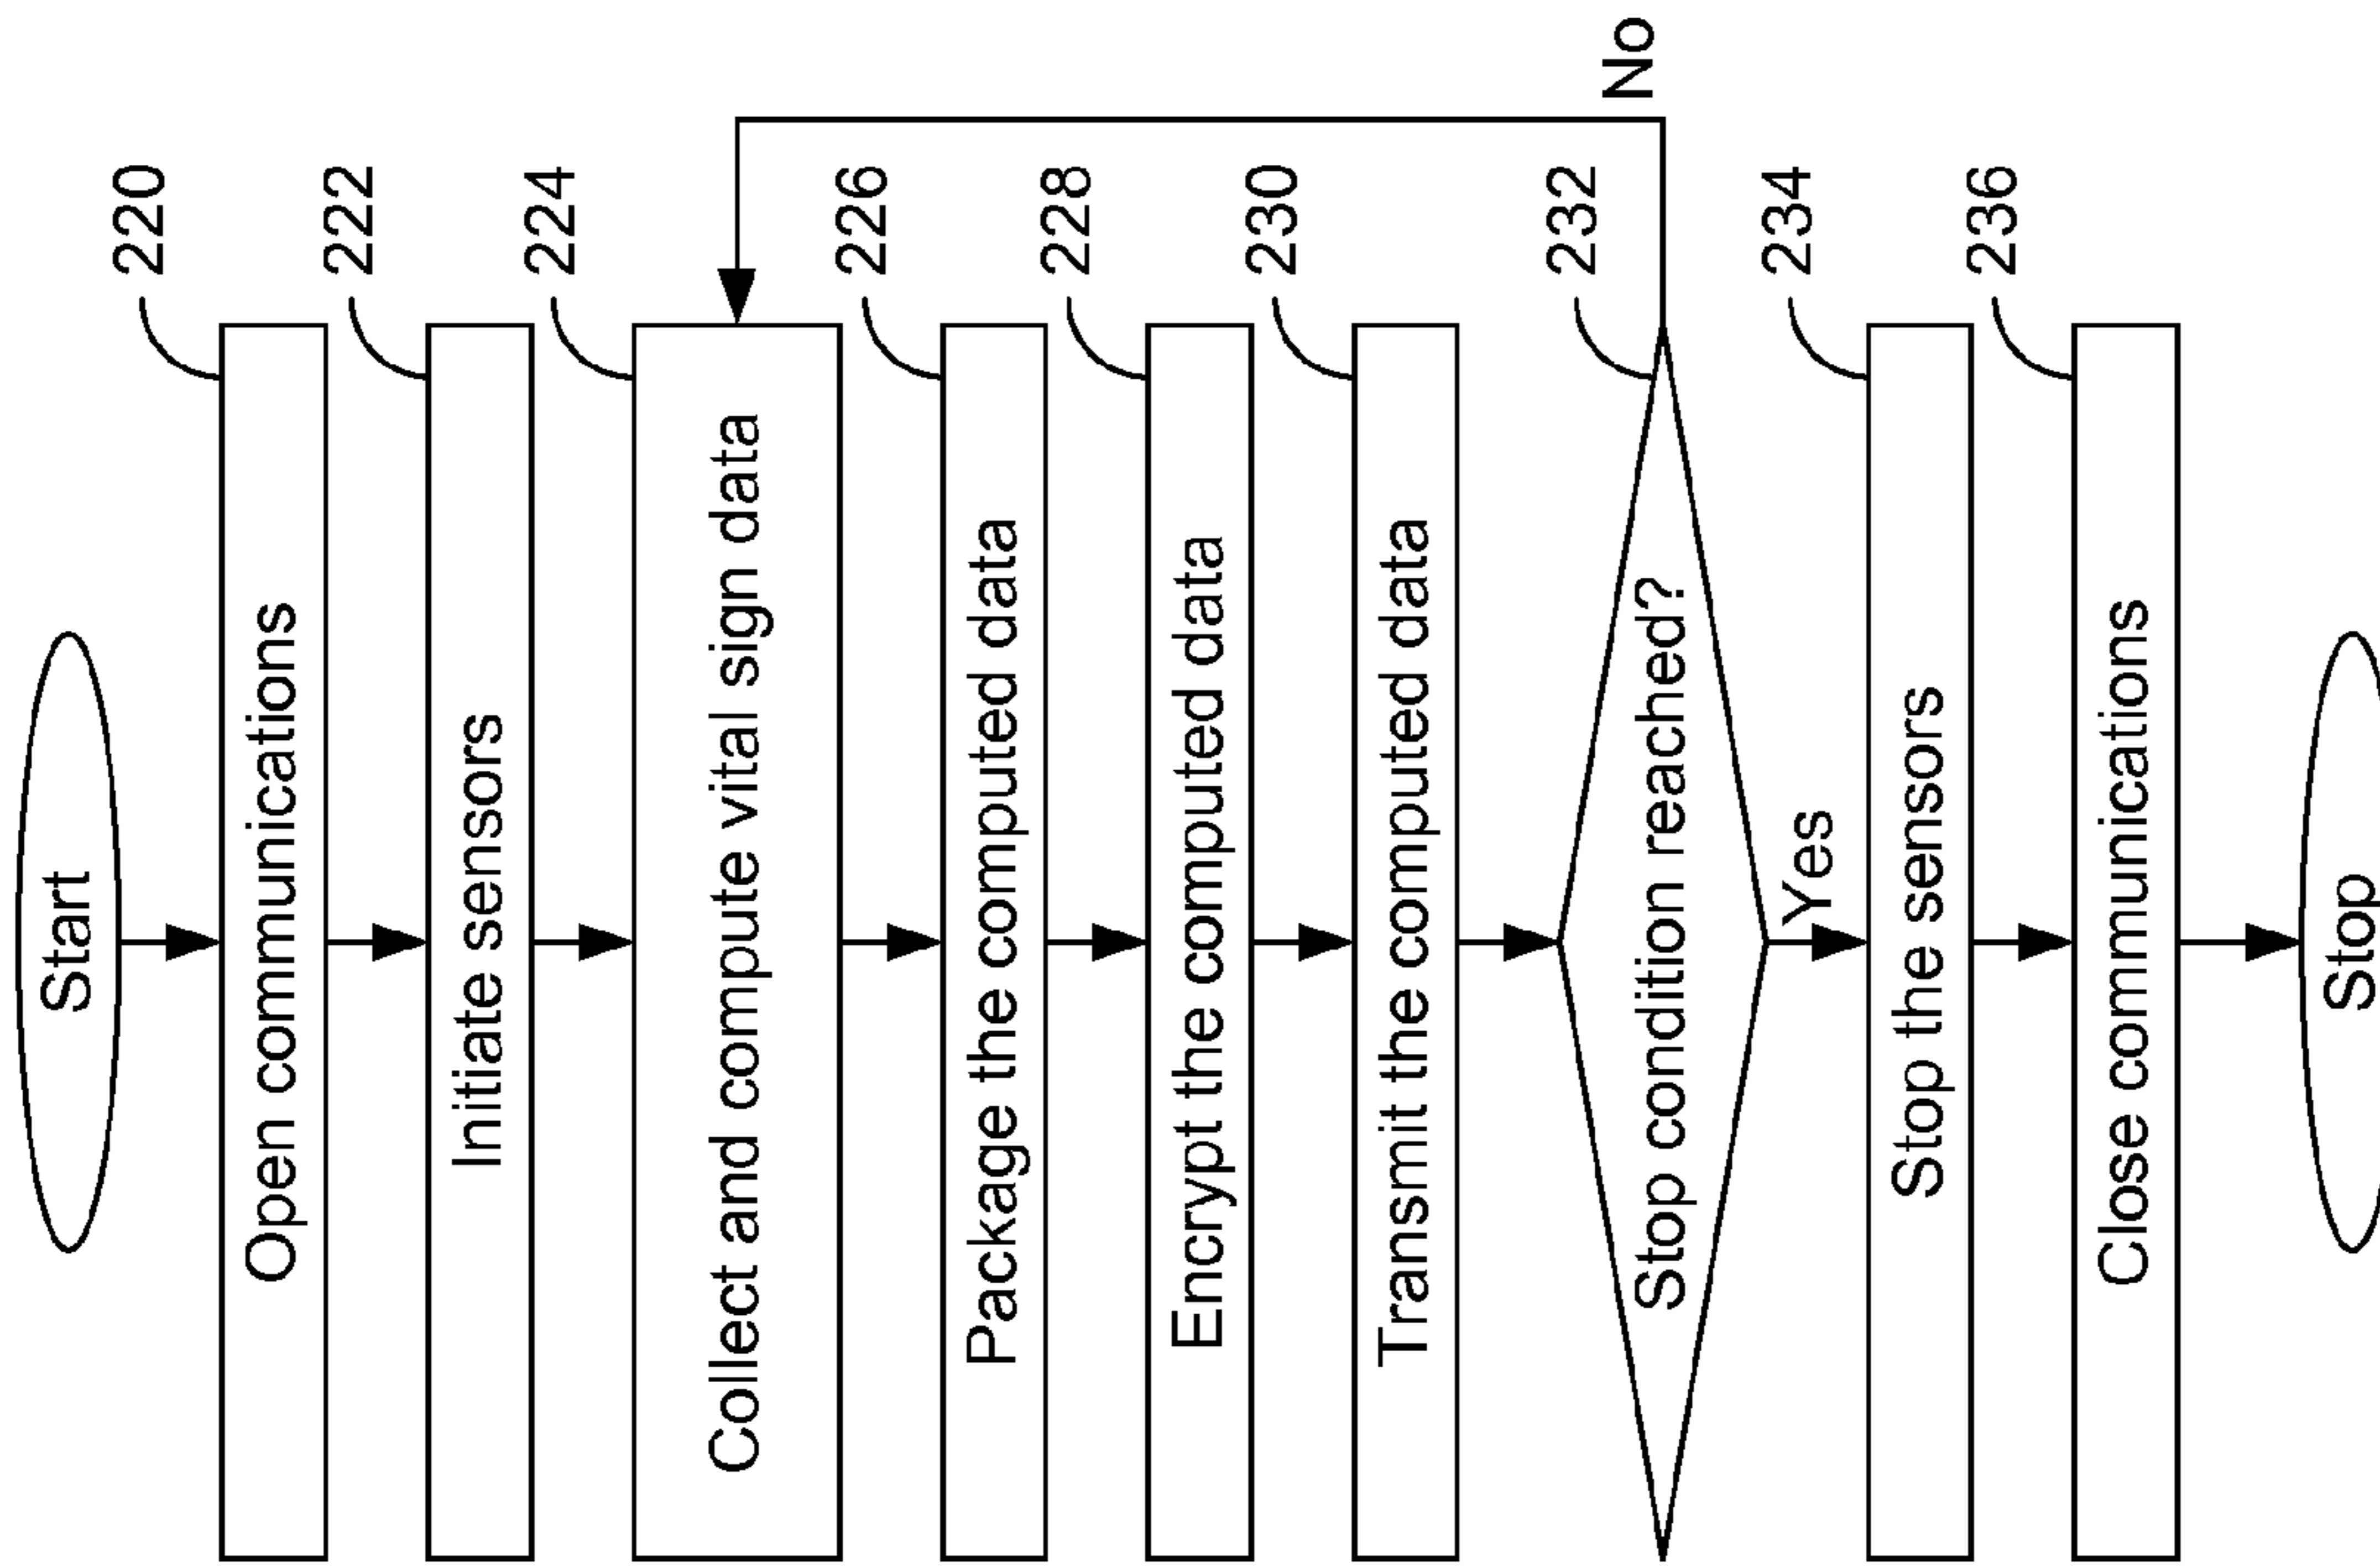 Start
220
Open communications
222
Initiate sensors
224
Collect and compute vital sign data
226
Package the computed data
228
Encrypt the computed data
230
Transmit the computed data
232
Stop condition reached?
No
Yes
234
Stop the sensors
236
Close communications
Stop